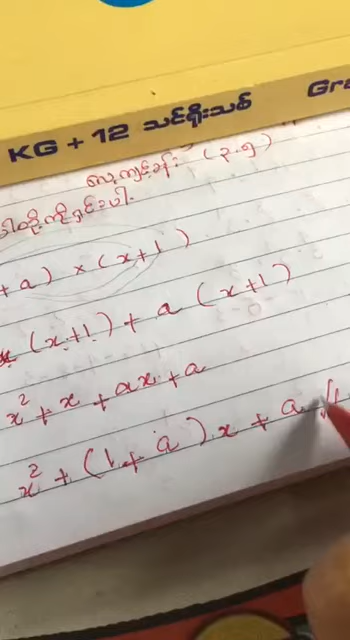 KG + 12 သင်ရိုးသစ် Gra
လေ့ကျင့်ခန်း (၃.၅)
+ a) × (x+1)
(x+1) + a (x+1)
x² + x + ax + a
x² + (1 + a) x + a